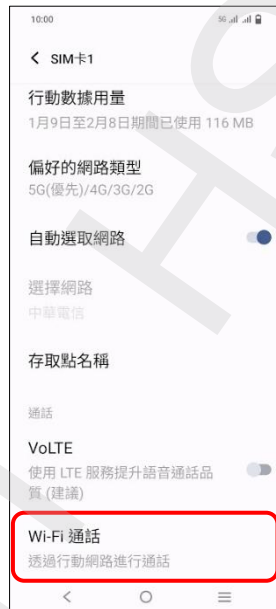 10:00
5G
SIM卡1
行動數據用量
1月9日至2月8日期間已使用 116 MB
偏好的網路類型
5G(優先)/4G/3G/2G
自動選取網路
選擇網路
中華電信
存取點名稱
通話
VoLTE
使用 LTE 服務提升語音通話品
質 (建議)
Wi-Fi 通話
透過行動網路進行通話